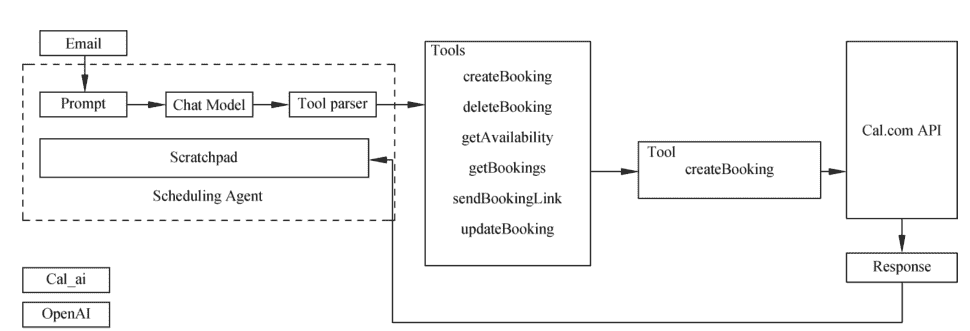 Email
Prompt
Chat Model
Tool parser
Scratchpad
Scheduling Agent
Tools
createBooking
deleteBooking
getAvailability
getBookings
sendBookingLink
updateBooking
Tool
createBooking
Cal.com API
Response
Cal_ai
OpenAI